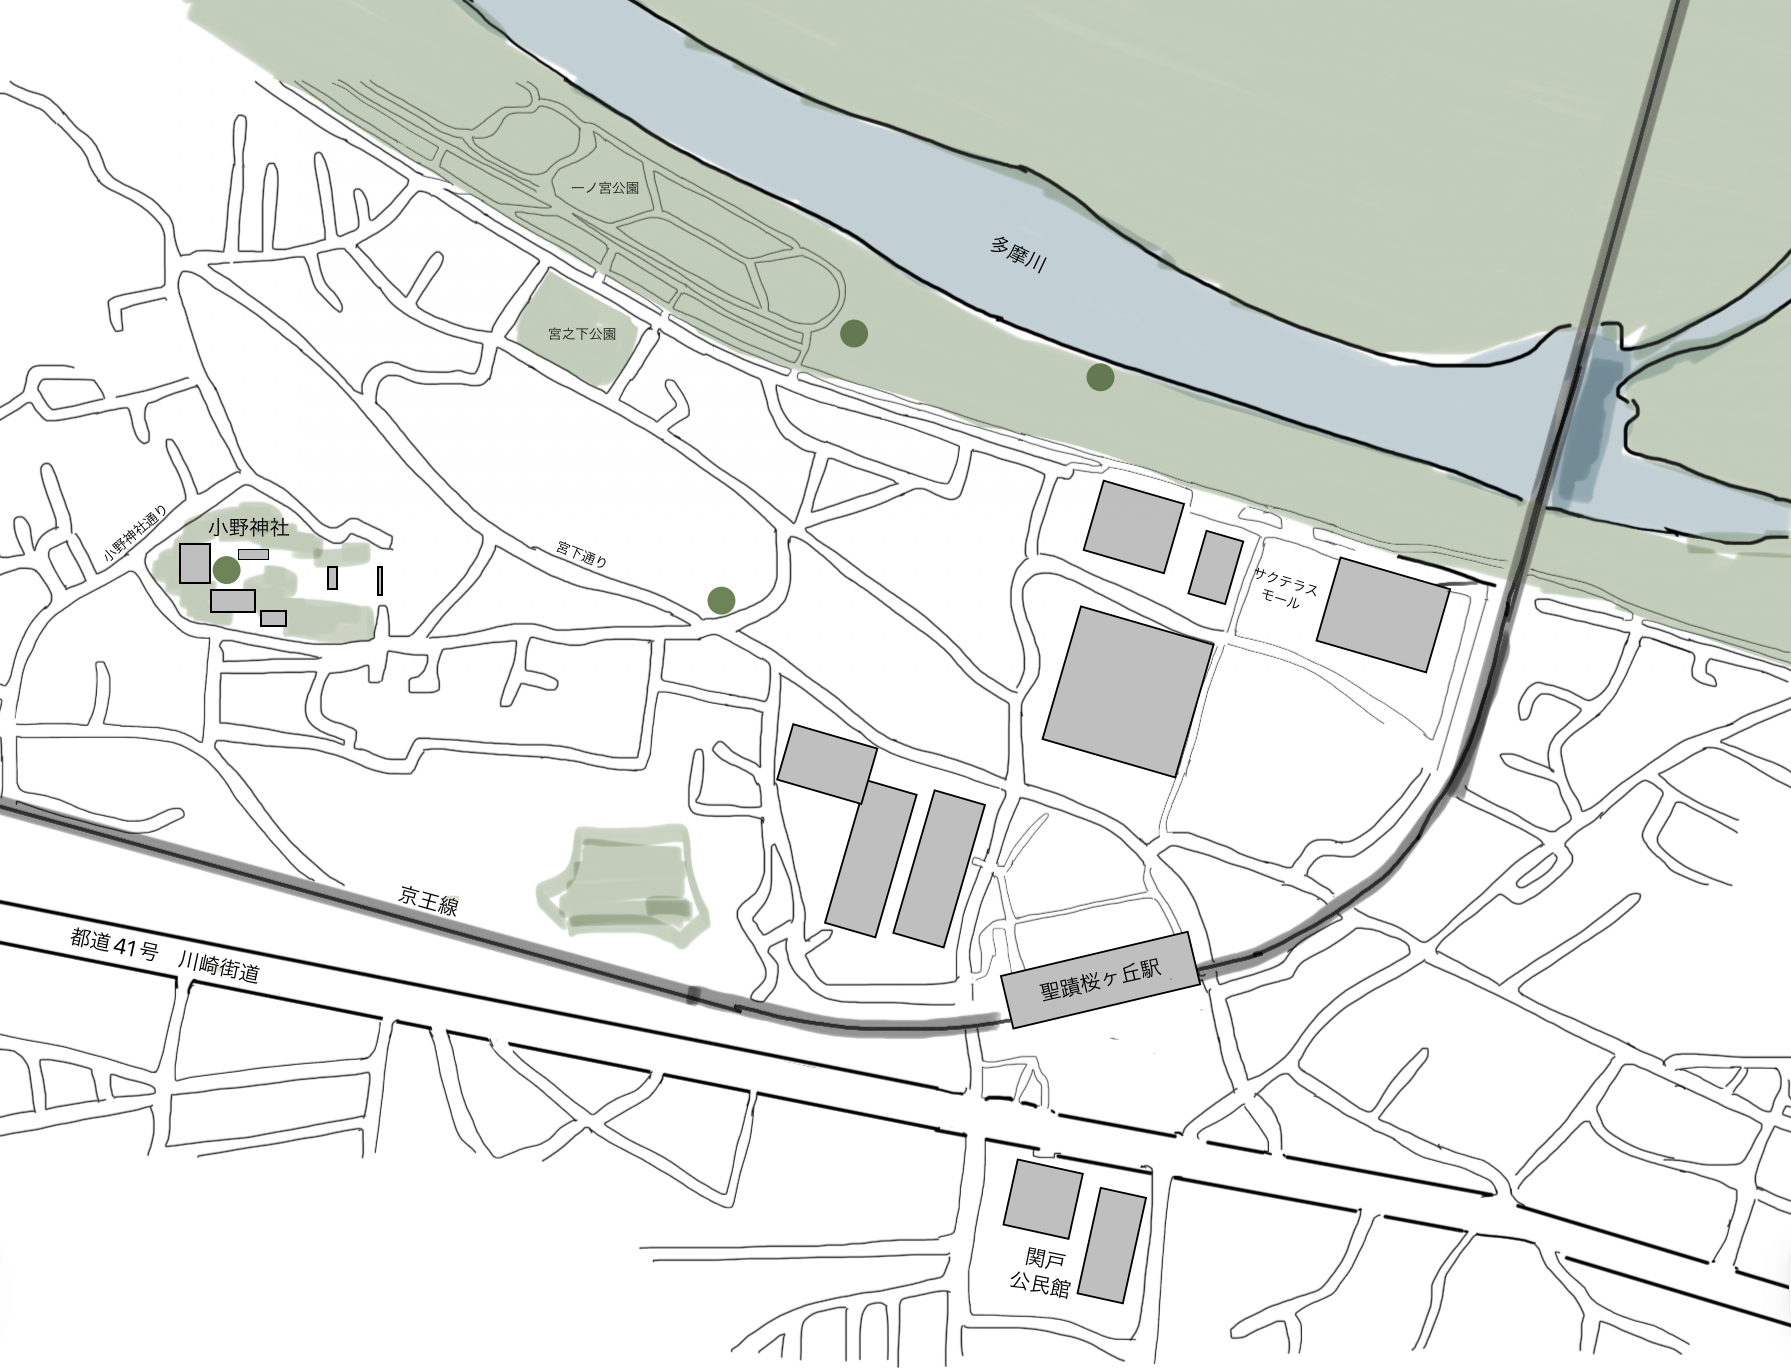 一ノ宮公園
多摩川
宮之下公園
小野神社
小野神社通り
宮下通り
サクテラス
モール
京王線
都道41号　川崎街道
聖蹟桜ヶ丘駅
関戸
公民館